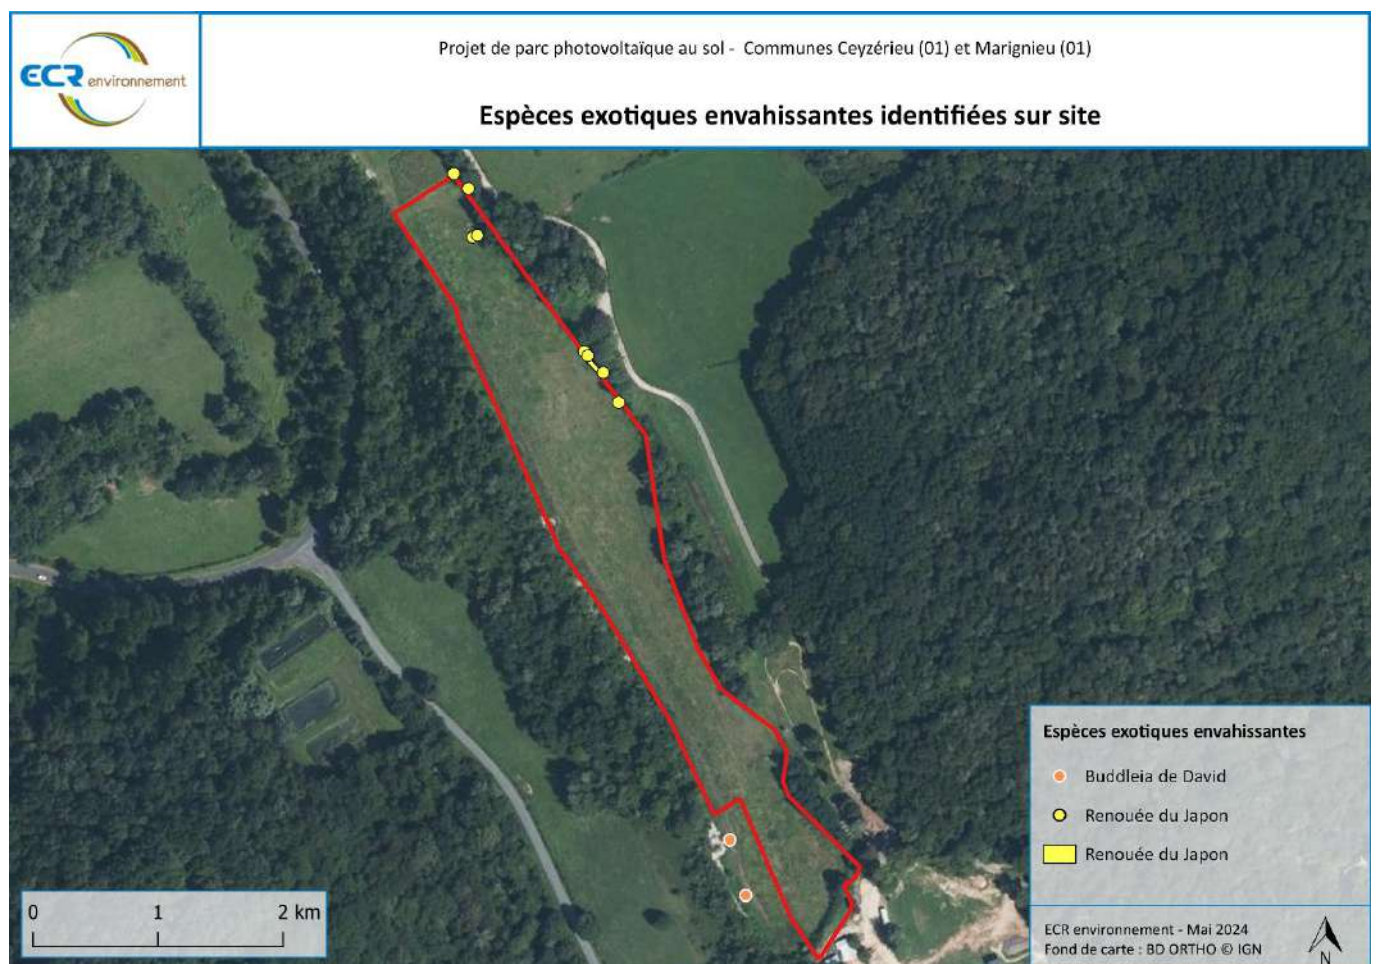 ECR environnement
Projet de parc photovoltaïque au sol - Communes Ceyzérieu (01) et Marignieu (01)
Espèces exotiques envahissantes identifiées sur site
Espèces exotiques envahissantes
Buddleia de David
Renouée du Japon
Renouée du Japon
0 1 2 km
ECR environnement - Mai 2024
Fond de carte : BD ORTHO © IGN
N